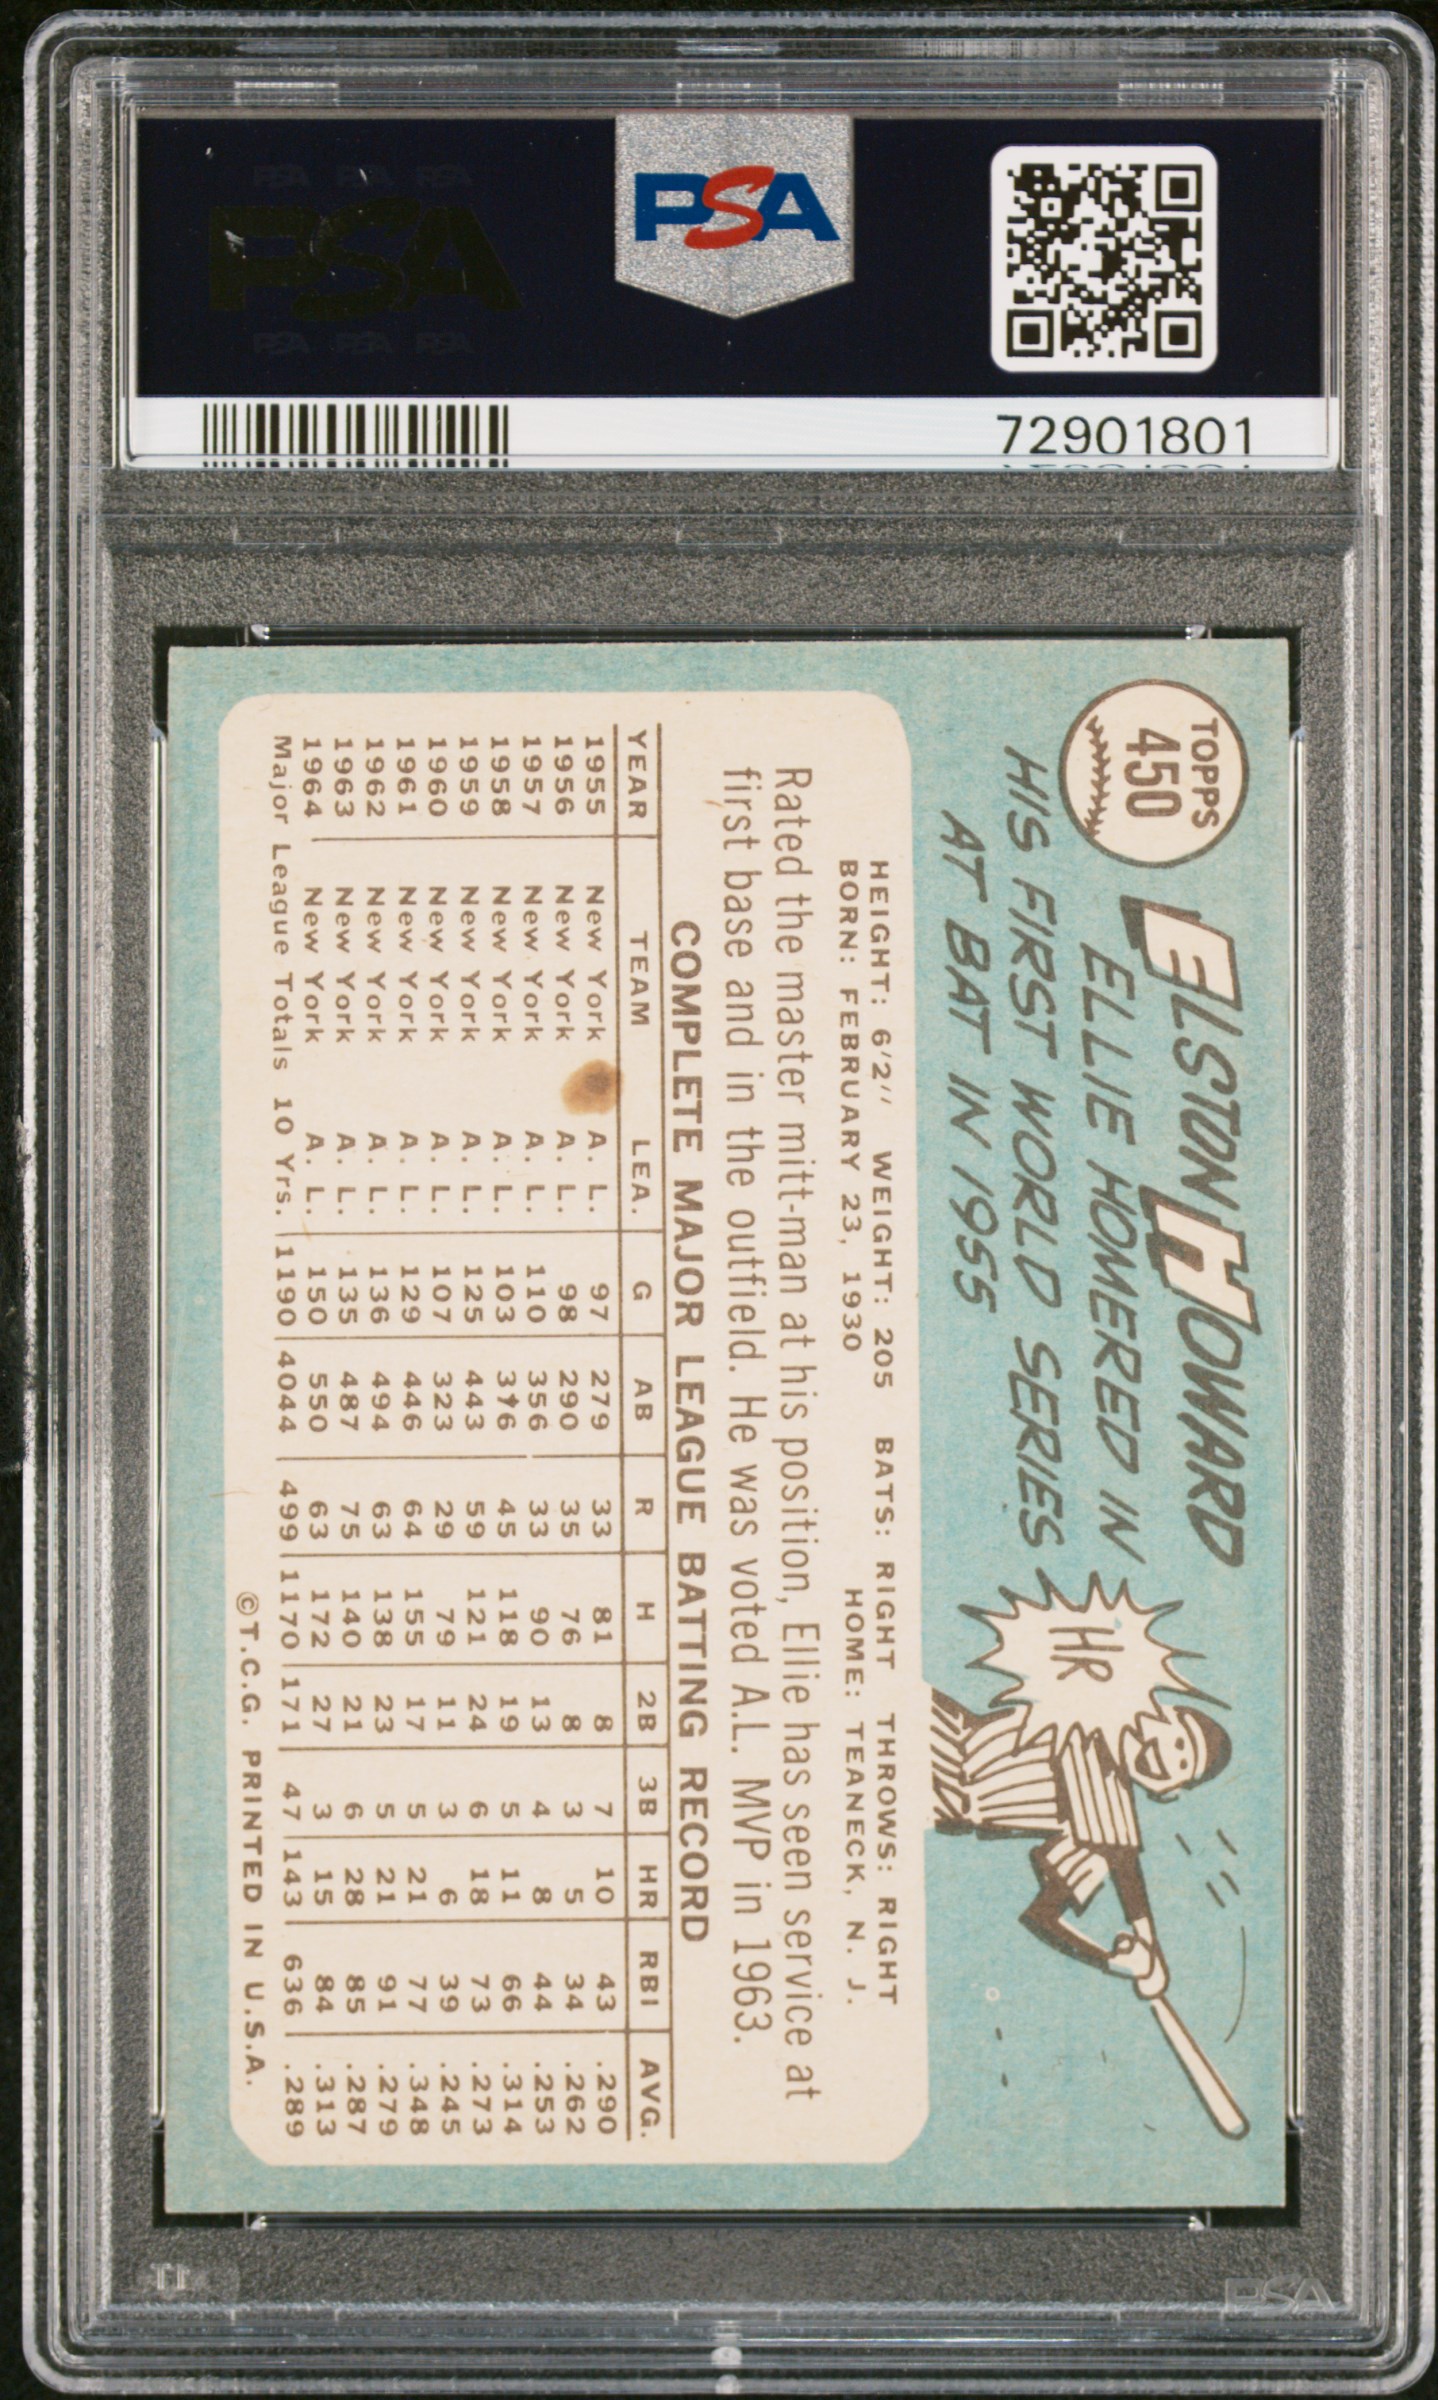 PSA PSA PSA
PSA
PSA PSA PSA
PSA
72901801
TOPPS
450
ELSTON HOWARD
ELLIE HOMERED IN
HIS FIRST WORLD SERIES
AT BAT IN 1955
HR
HEIGHT: 6'2" WEIGHT: 205 BATS: RIGHT THROWS: RIGHT
BORN: FEBRUARY 23, 1930 HOME: TEANECK, N. J.
Rated the master mitt-man at his position, Ellie has seen service at
first base and in the outfield. He was voted A.L. MVP in 1963.
COMPLETE MAJOR LEAGUE BATTING RECORD
YEAR TEAM LEA. G AB R H 2B 3B HR RBI AVG.
1955 New York A. L. 97 279 33 81 8 7 10 43 .290
1956 New York A. L. 98 290 35 76 8 3 5 34 .262
1957 New York A. L. 110 356 33 90 13 4 8 44 .253
1958 New York A. L. 103 376 45 118 19 5 11 66 .314
1959 New York A. L. 125 443 59 121 24 6 18 73 .273
1960 New York A. L. 107 323 29 79 11 3 6 39 .245
1961 New York A. L. 129 446 64 155 17 5 21 77 .348
1962 New York A. L. 136 494 63 138 23 5 21 91 .279
1963 New York A. L. 135 487 75 140 21 6 28 85 .287
1964 New York A. L. 150 550 63 172 27 3 15 84 .313
Major League Totals 10 Yrs. 1190 4044 499 1170 171 47 143 636 .289
©T.C.G. PRINTED IN U.S.A.
PSA